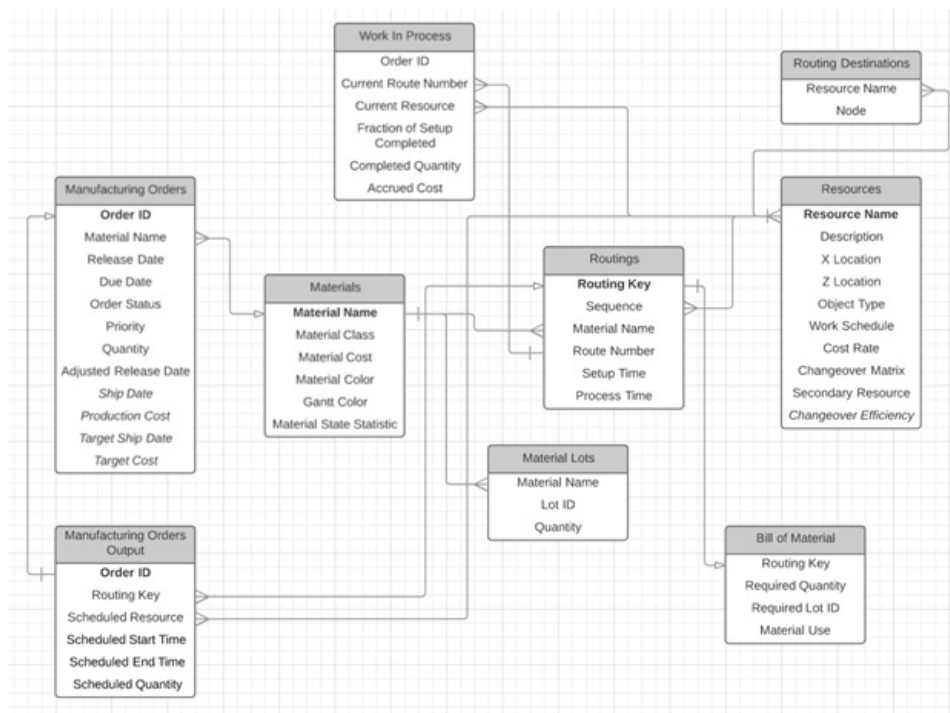 Work In Process
Order ID
Current Route Number
Current Resource
Fraction of Setup
Completed
Completed Quantity
Accrued Cost
Routing Destinations
Resource Name
Node
Manufacturing Orders
Order ID
Material Name
Release Date
Due Date
Order Status
Priority
Quantity
Adjusted Release Date
Ship Date
Production Cost
Target Ship Date
Target Cost
Materials
Material Name
Material Class
Material Cost
Material Color
Gantt Color
Material State Statistic
Routings
Routing Key
Sequence
Material Name
Route Number
Setup Time
Process Time
Resources
Resource Name
Description
X Location
Z Location
Object Type
Work Schedule
Cost Rate
Changeover Matrix
Secondary Resource
Changeover Efficiency
Material Lots
Material Name
Lot ID
Quantity
Manufacturing Orders
Output
Order ID
Routing Key
Scheduled Resource
Scheduled Start Time
Scheduled End Time
Scheduled Quantity
Bill of Material
Routing Key
Required Quantity
Required Lot ID
Material Use